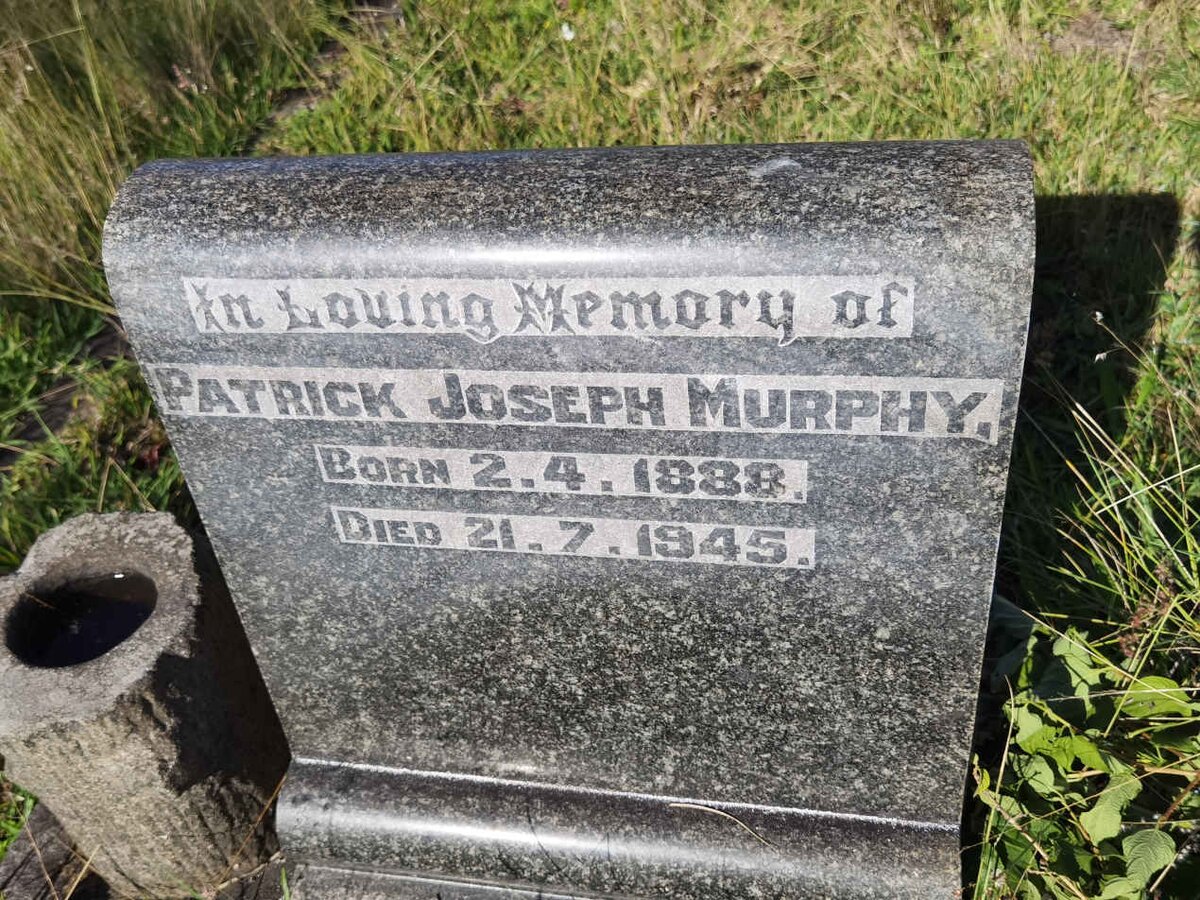 In Loving Memory of
PATRICK JOSEPH MURPHY,
BORN 2.4.1888.
DIED 21.7.1945.